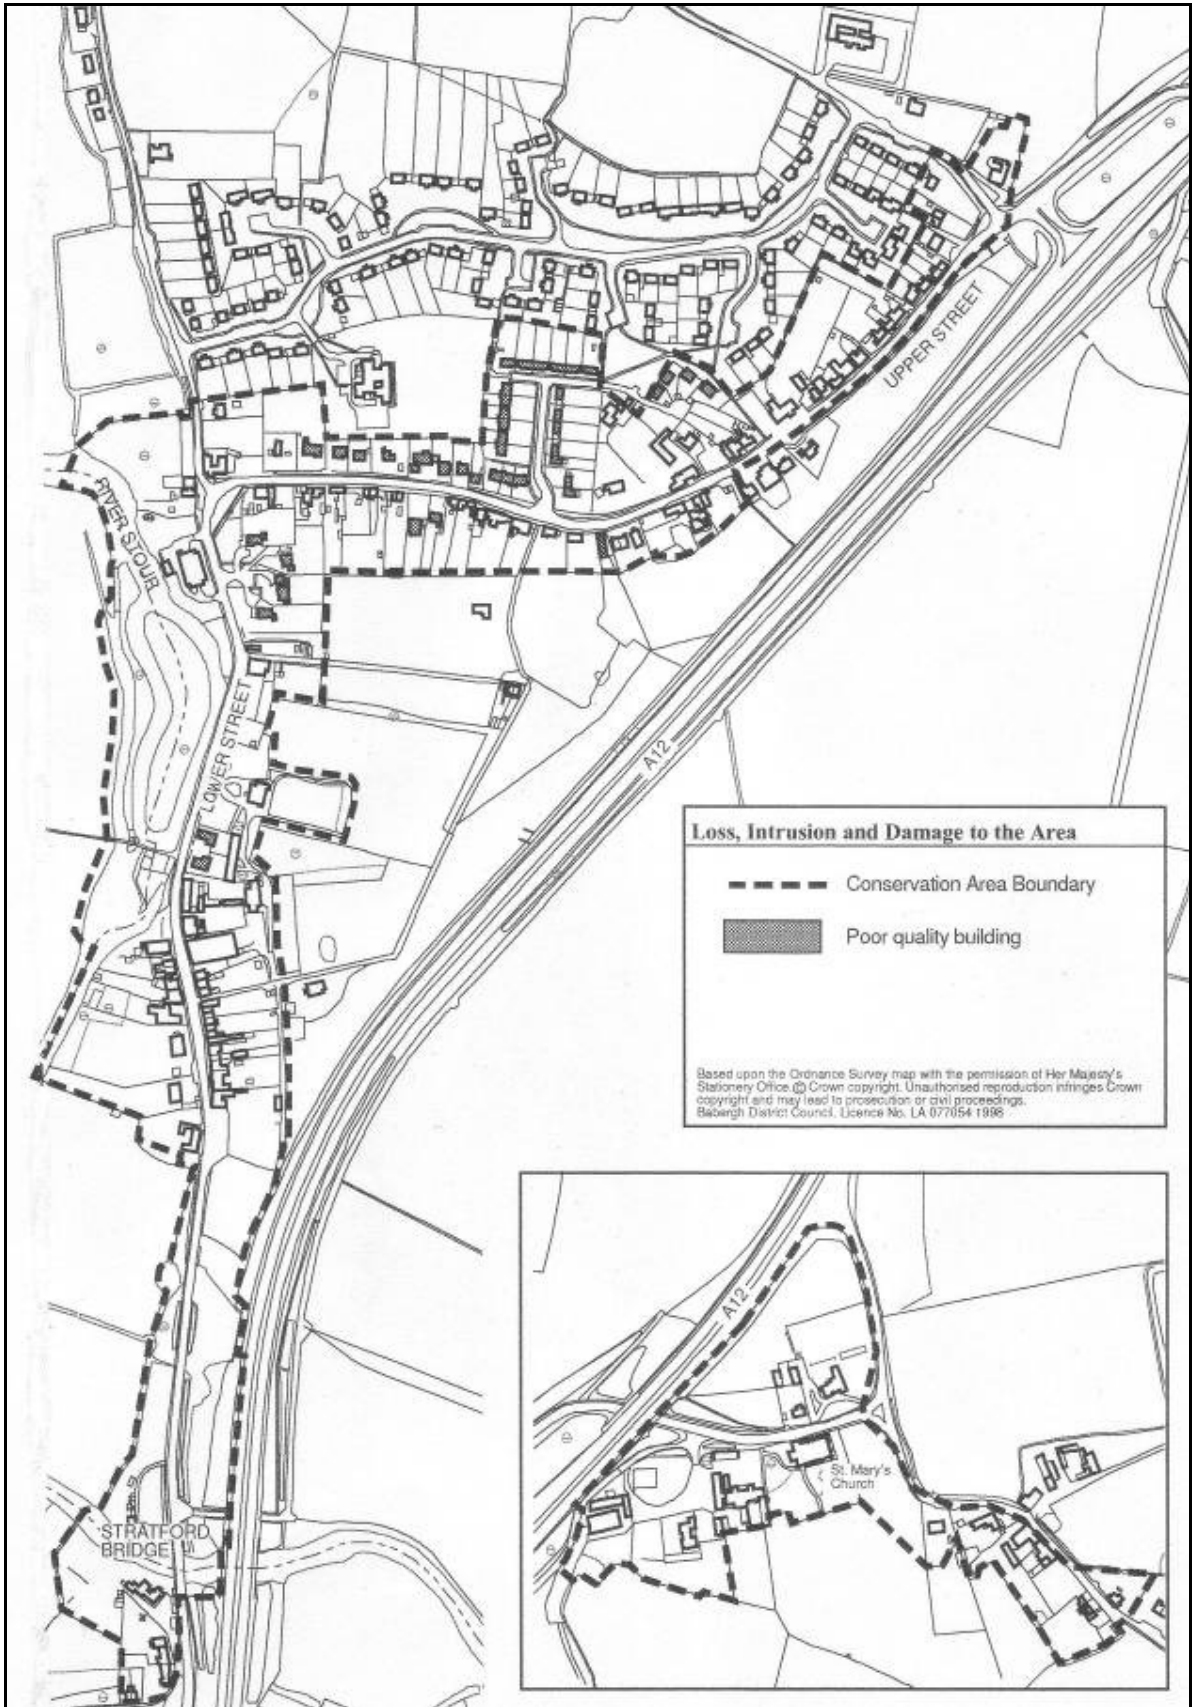 UPPER STREET
RIVER STOUR
LOWER STREET
A12
Loss, Intrusion and Damage to the Area
Conservation Area Boundary
Poor quality building
Based upon the Ordnance Survey map with the permission of Her Majesty's
Stationery Office © Crown copyright. Unauthorised reproduction infringes Crown
copyright and may lead to prosecution or civil proceedings.
Babergh District Council. Licence No. LA 077054 1998
A12
St. Mary's
Church
STRATFORD
BRIDGE